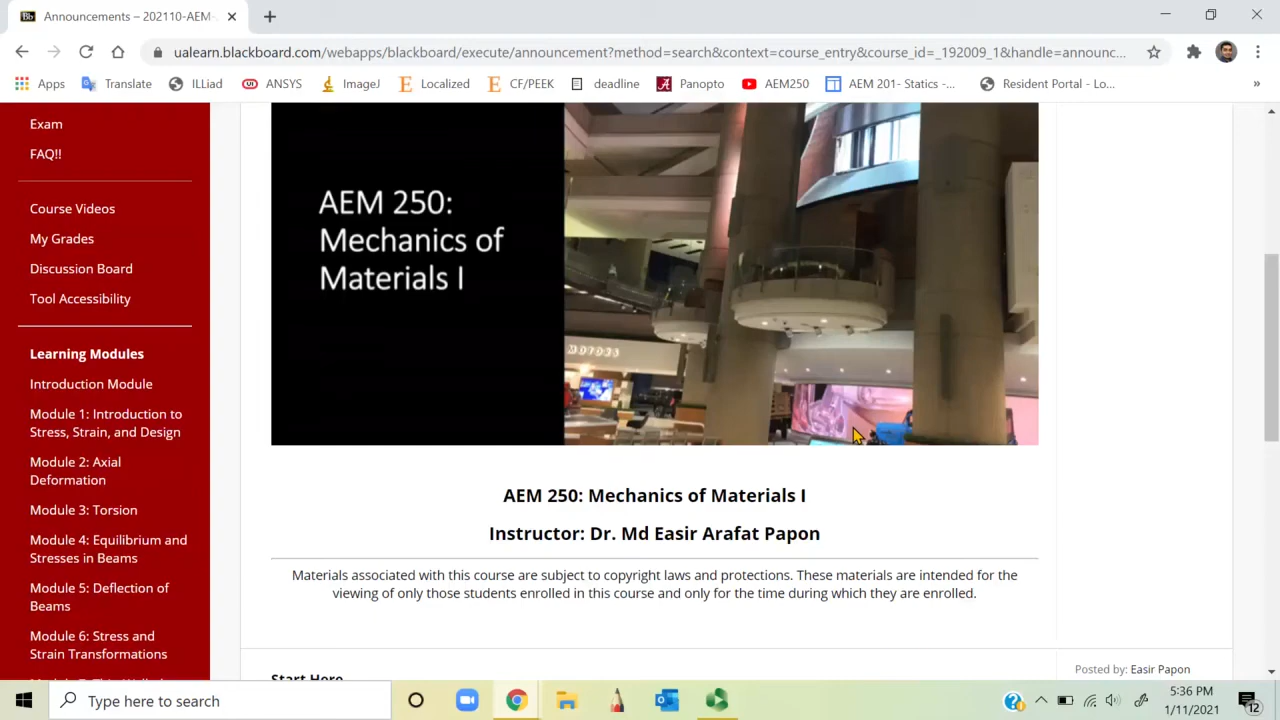 Announcements – 202110-AEM-
ualearn.blackboard.com/webapps/blackboard/execute/announcement?method=search&context=course_entry&course_id=_192009_1&handle=announc...
Apps Translate ILLiad ANSYS ImageJ Localized CF/PEEK deadline Panopto AEM250 AEM 201- Statics -... Resident Portal - Lo... »
Exam
FAQ!!
Course Videos
My Grades
Discussion Board
Tool Accessibility
Learning Modules
Introduction Module
Module 1: Introduction to
Stress, Strain, and Design
Module 2: Axial
Deformation
Module 3: Torsion
Module 4: Equilibrium and
Stresses in Beams
Module 5: Deflection of
Beams
Module 6: Stress and
Strain Transformations
AEM 250:
Mechanics of
Materials I
MOTORS
AEM 250: Mechanics of Materials I
Instructor: Dr. Md Easir Arafat Papon
Materials associated with this course are subject to copyright laws and protections. These materials are intended for the
viewing of only those students enrolled in this course and only for the time during which they are enrolled.
Start Here
Posted by: Easir Papon
Type here to search
5:36 PM
1/11/2021
12